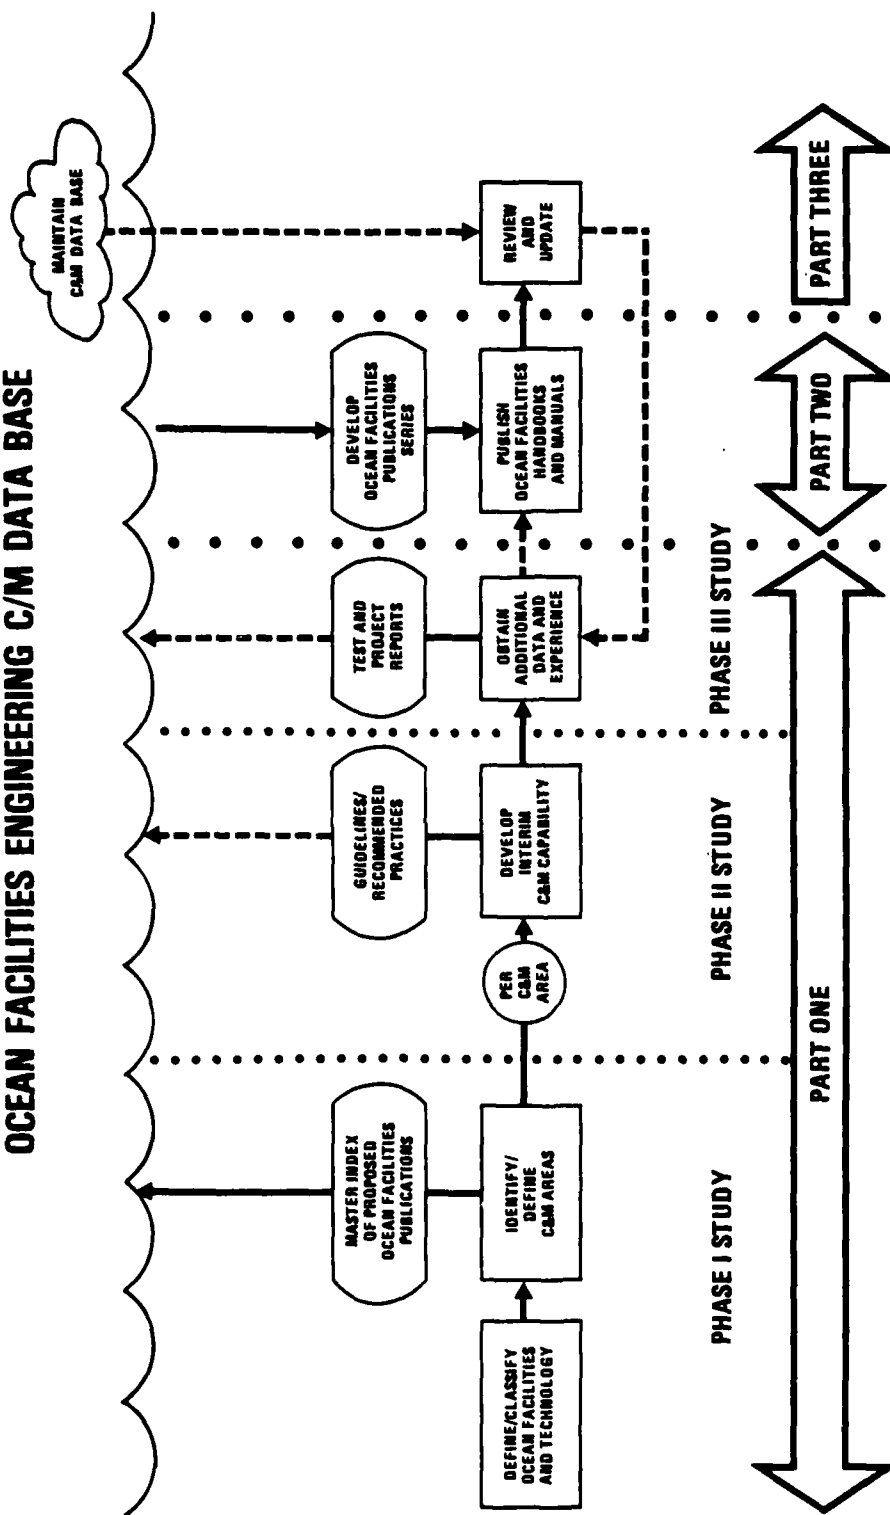 OCEAN FACILITIES ENGINEERING C/M DATA BASE
MAINTAIN
C&M DATA BASE
MASTER INDEX
OF PROPOSED
OCEAN FACILITIES
PUBLICATIONS
GUIDELINES/
RECOMMENDED
PRACTICES
TEST AND
PROJECT
REPORTS
DEVELOP
OCEAN FACILITIES
PUBLICATIONS
SERIES
DEFINE/CLASSIFY
OCEAN FACILITIES
AND TECHNOLOGY
IDENTIFY/
DEFINE
C&M AREAS
PER
C&M
AREA
DEVELOP
INTERIM
C&M CAPABILITY
OBTAIN
ADDITIONAL
DATA AND
EXPERIENCE
PUBLISH
OCEAN FACILITIES
HANDBOOKS
AND MANUALS
REVIEW
AND
UPDATE
PHASE I STUDY
PHASE II STUDY
PHASE III STUDY
PART ONE
PART TWO
PART THREE